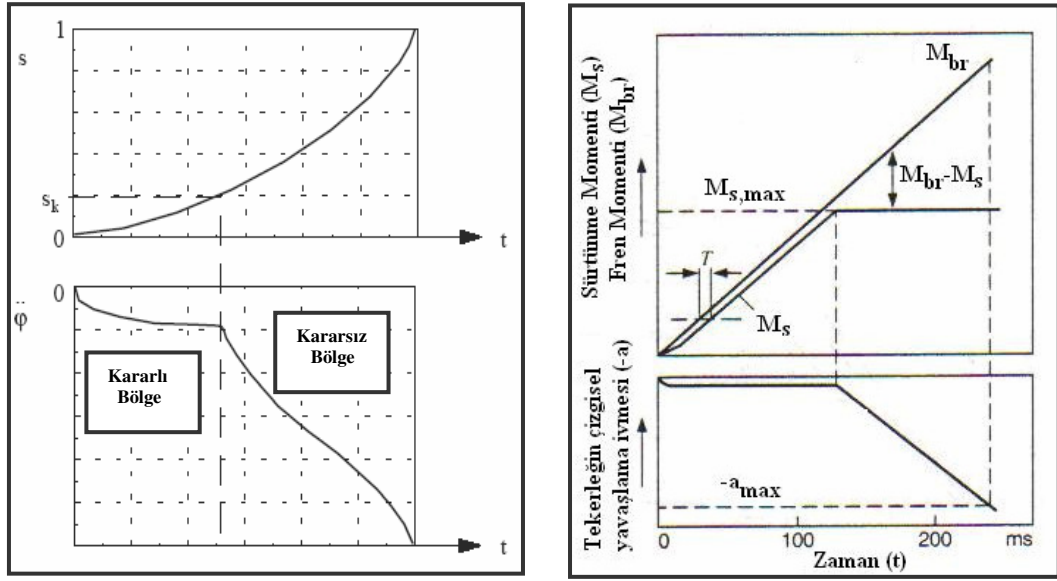 1
s
s_k
0
t
0
φ̈
Kararlı
Bölge
Kararsız
Bölge
t
Sürtünme Momenti (M_s)
Fren Momenti (M_br)
M_br
M_br-M_s
M_s,max
T
M_s
Tekerleğin çizgisel
yavaşlama ivmesi (-a)
-a_max
0
100
200
ms
Zaman (t)